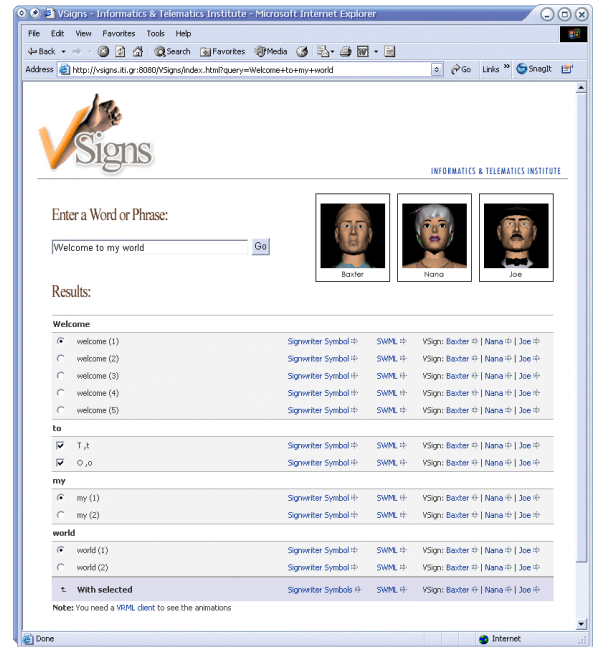 VSigns - Informatics & Telematics Institute - Microsoft Internet Explorer
File Edit View Favorites Tools Help
Back Search Favorites Media
Address http://vsigns.iti.gr:8080/VSigns/index.html?query=Welcome+to+my+world Go Links » SnagIt
VSigns
INFORMATICS & TELEMATICS INSTITUTE
Enter a Word or Phrase:
Welcome to my world Go
Baxter Nana Joe
Results:
Welcome
welcome (1) Signwriter Symbol SWML VSign: Baxter | Nana | Joe
welcome (2) Signwriter Symbol SWML VSign: Baxter | Nana | Joe
welcome (3) Signwriter Symbol SWML VSign: Baxter | Nana | Joe
welcome (4) Signwriter Symbol SWML VSign: Baxter | Nana | Joe
welcome (5) Signwriter Symbol SWML VSign: Baxter | Nana | Joe
to
T ,t Signwriter Symbol SWML VSign: Baxter | Nana | Joe
O ,o Signwriter Symbol SWML VSign: Baxter | Nana | Joe
my
my (1) Signwriter Symbol SWML VSign: Baxter | Nana | Joe
my (2) Signwriter Symbol SWML VSign: Baxter | Nana | Joe
world
world (1) Signwriter Symbol SWML VSign: Baxter | Nana | Joe
world (2) Signwriter Symbol SWML VSign: Baxter | Nana | Joe
With selected Signwriter Symbols SWML VSign: Baxter | Nana | Joe
Note: You need a VRML client to see the animations
Done Internet